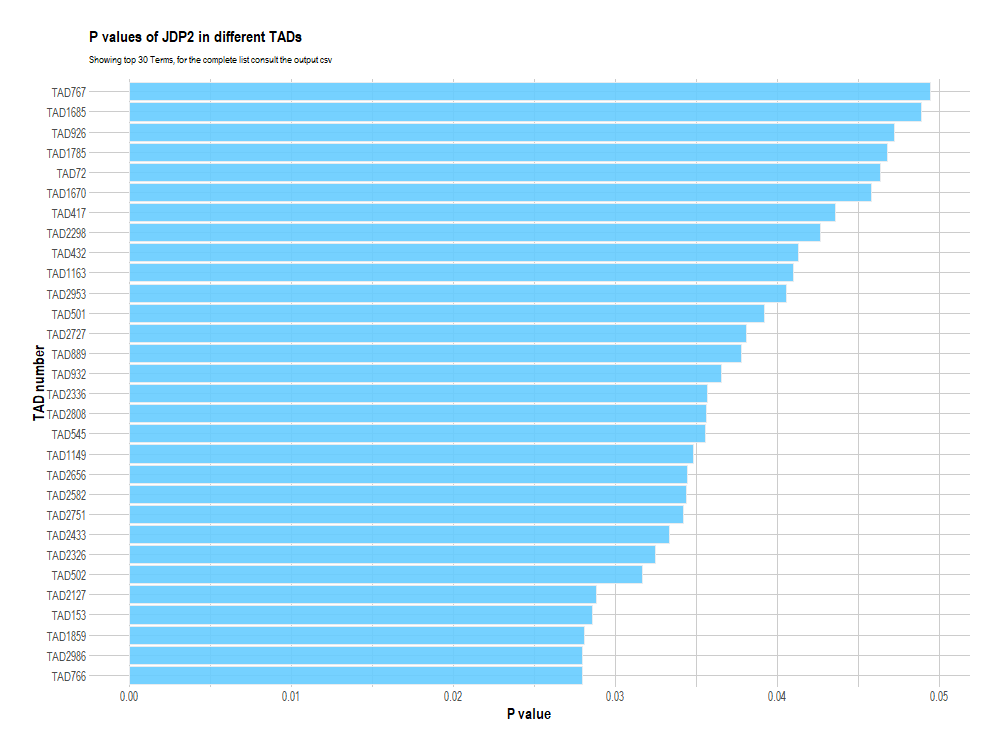 P values of JDP2 in different TADs
Showing top 30 Terms, for the complete list consult the output csv
TAD767
TAD1685
TAD926
TAD1785
TAD72
TAD1670
TAD417
TAD2298
TAD432
TAD1163
TAD2953
TAD501
TAD2727
TAD889
TAD932
TAD2336
TAD2808
TAD545
TAD1149
TAD2656
TAD2582
TAD2751
TAD2433
TAD2326
TAD502
TAD2127
TAD153
TAD1859
TAD2986
TAD766
TAD number
0.00 0.01 0.02 0.03 0.04 0.05
P value